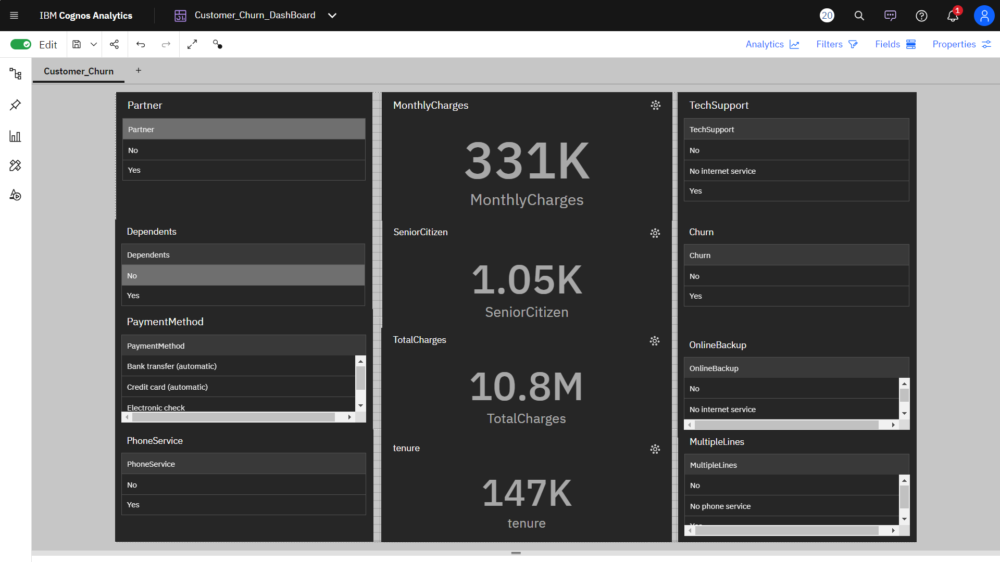 IBM Cognos Analytics
Customer_Churn_DashBoard
20
1
Edit
Analytics
Filters
Fields
Properties
Customer_Churn
+
Partner
Partner
No
Yes
Dependents
Dependents
No
Yes
PaymentMethod
PaymentMethod
Bank transfer (automatic)
Credit card (automatic)
Electronic check
PhoneService
PhoneService
No
Yes
MonthlyCharges
331K
MonthlyCharges
SeniorCitizen
1.05K
SeniorCitizen
TotalCharges
10.8M
TotalCharges
tenure
147K
tenure
TechSupport
TechSupport
No
No internet service
Yes
Churn
Churn
No
Yes
OnlineBackup
OnlineBackup
No
No internet service
MultipleLines
MultipleLines
No
No phone service